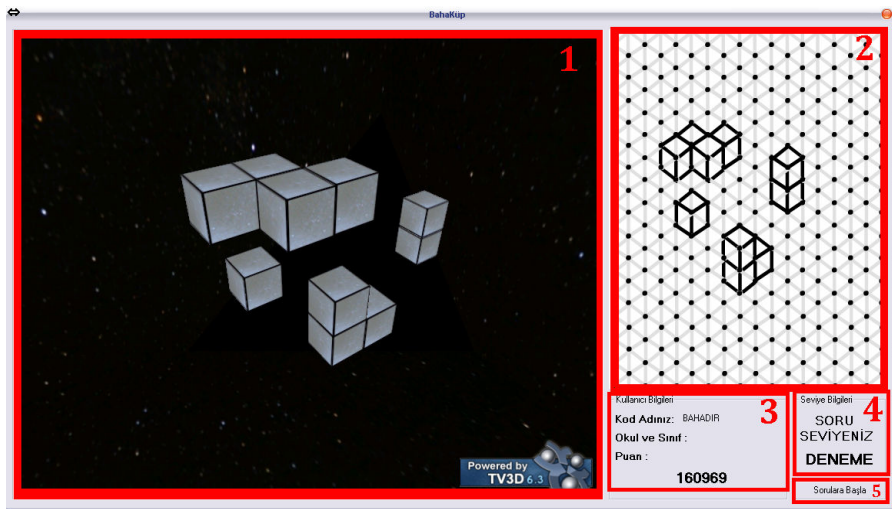 BahaKüp
1
2
Powered by
TV3D 6.3
Kullanıcı Bilgileri
3
Kod Adınız: BAHADIR
Okul ve Sınıf :
Puan :
160969
Seviye Bilgileri
4
SORU
SEVİYENİZ
DENEME
Sorulara Başla 5